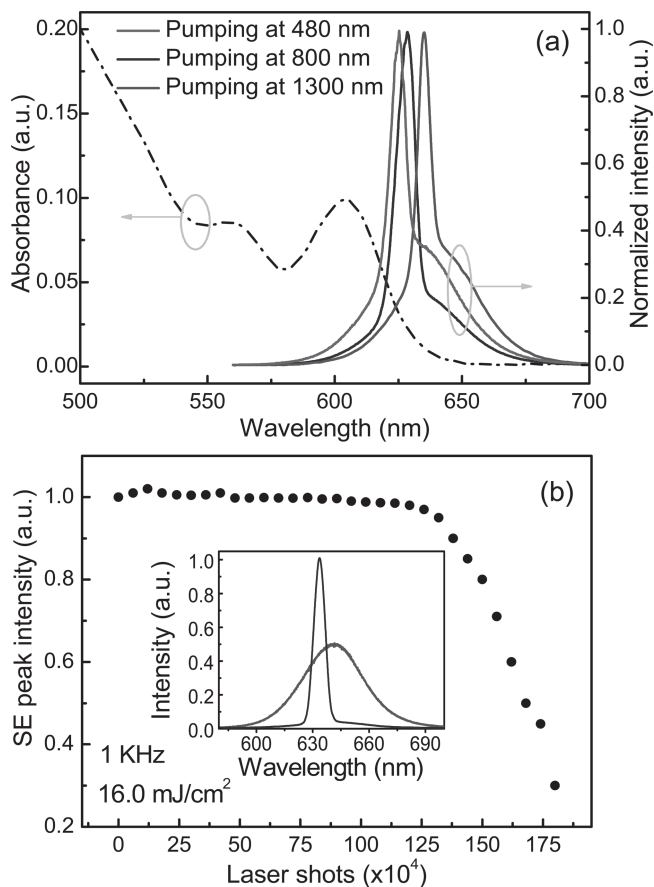 (a)
Pumping at 480 nm
Pumping at 800 nm
Pumping at 1300 nm
Absorbance (a.u.)
0.20
0.15
0.10
0.05
0.00
Normalized intensity (a.u.)
1.0
0.8
0.6
0.4
0.2
0.0
500 550 600 650 700
Wavelength (nm)
(b)
SE peak intensity (a.u.)
1.0
0.8
0.6
0.4
0.2
Intensity (a.u.)
1.0
0.8
0.6
0.4
0.2
0.0
600 630 660 690
Wavelength (nm)
1 KHz
16.0 mJ/cm²
0 25 50 75 100 125 150 175
Laser shots (x10⁴)